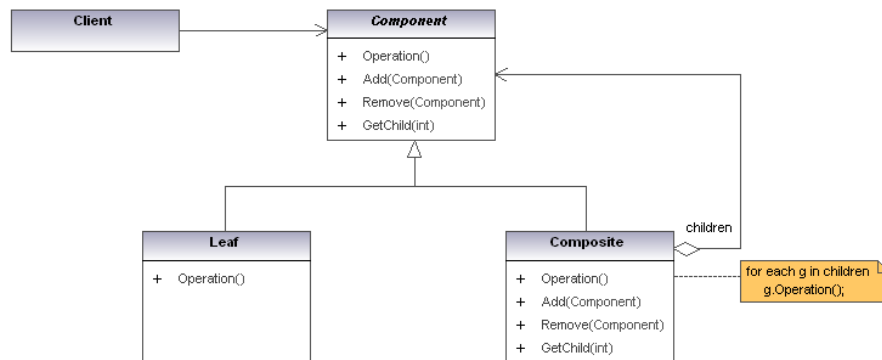 Client
Component
+ Operation()
+ Add(Component)
+ Remove(Component)
+ GetChild(int)
children
Leaf
+ Operation()
Composite
+ Operation()
+ Add(Component)
+ Remove(Component)
+ GetChild(int)
for each g in children
g.Operation();